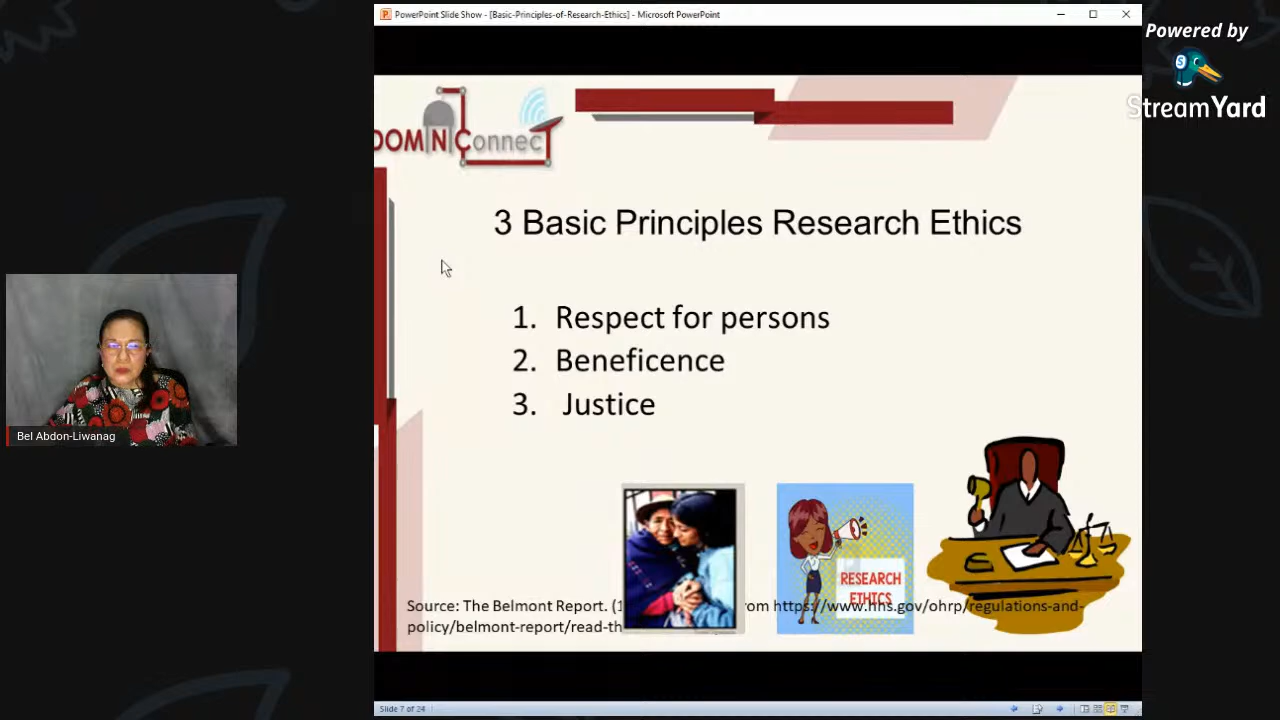 PowerPoint Slide Show - [Basic-Principles-of-Research-Ethics] - Microsoft PowerPoint
Powered by
StreamYard
DOMINConnecT
3 Basic Principles Research Ethics
1. Respect for persons
2. Beneficence
3. Justice
Bel Abdon-Liwanag
RESEARCH
ETHICS
Source: The Belmont Report. (1 om https://www.hhs.gov/ohrp/regulations-and-
policy/belmont-report/read-th
Slide 7 of 24